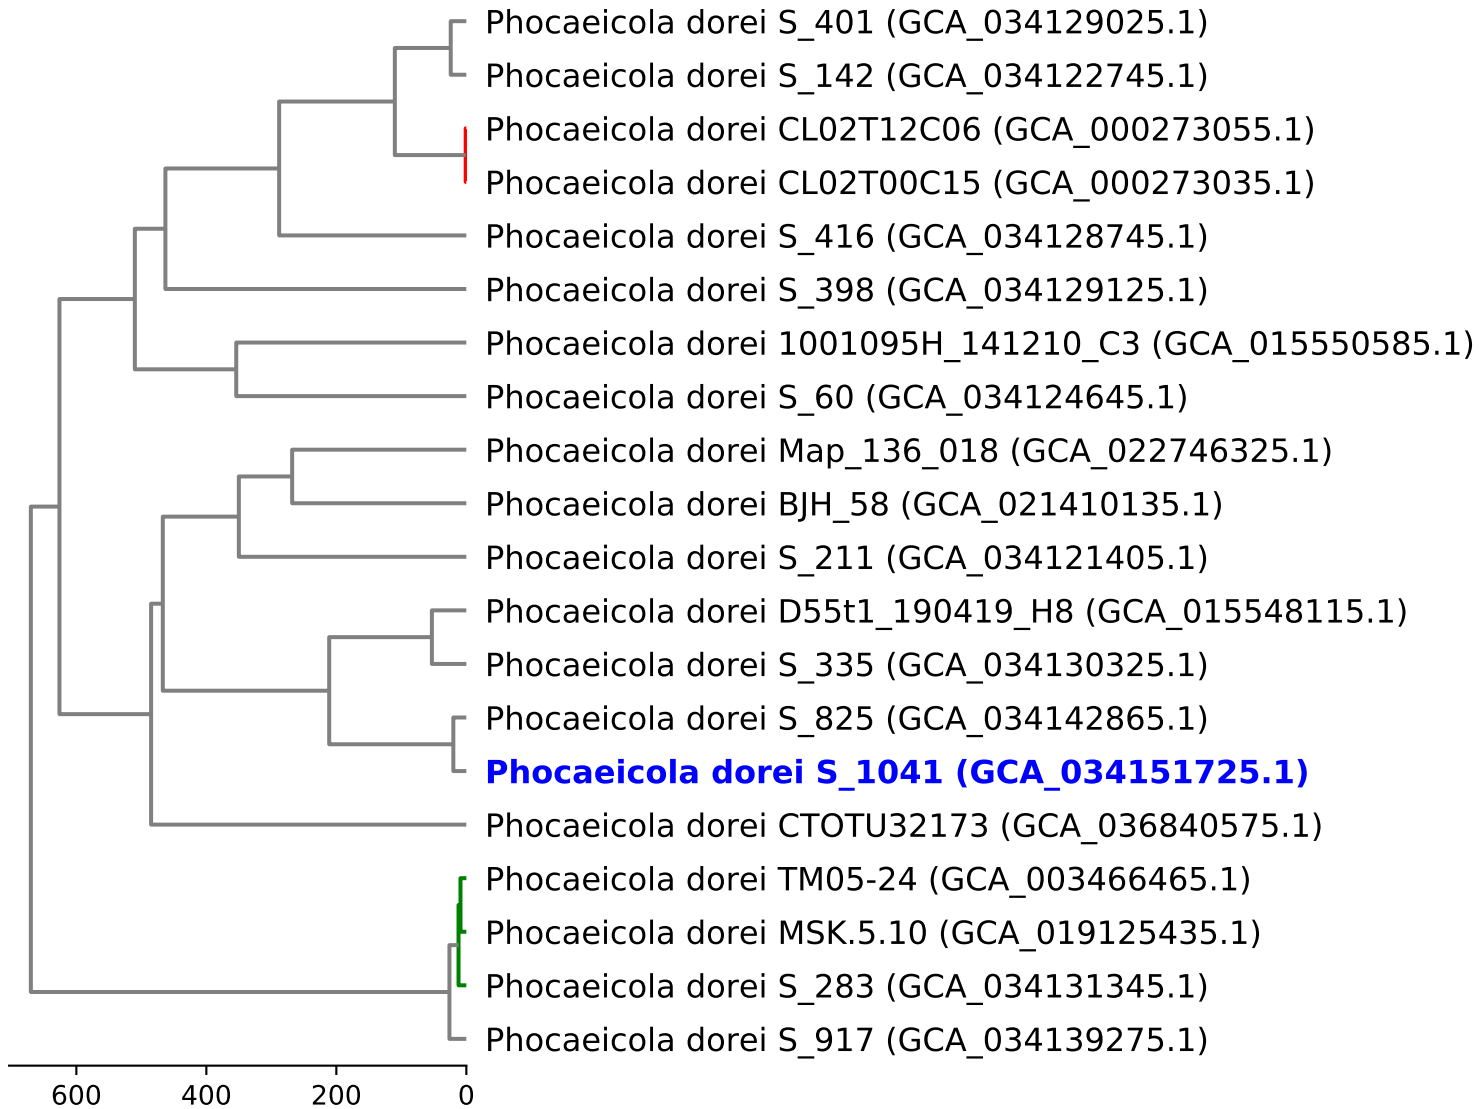 Phocaeicola dorei S_401 (GCA_034129025.1)
Phocaeicola dorei S_142 (GCA_034122745.1)
Phocaeicola dorei CL02T12C06 (GCA_000273055.1)
Phocaeicola dorei CL02T00C15 (GCA_000273035.1)
Phocaeicola dorei S_416 (GCA_034128745.1)
Phocaeicola dorei S_398 (GCA_034129125.1)
Phocaeicola dorei 1001095H_141210_C3 (GCA_015550585.1)
Phocaeicola dorei S_60 (GCA_034124645.1)
Phocaeicola dorei Map_136_018 (GCA_022746325.1)
Phocaeicola dorei BJH_58 (GCA_021410135.1)
Phocaeicola dorei S_211 (GCA_034121405.1)
Phocaeicola dorei D55t1_190419_H8 (GCA_015548115.1)
Phocaeicola dorei S_335 (GCA_034130325.1)
Phocaeicola dorei S_825 (GCA_034142865.1)
Phocaeicola dorei S_1041 (GCA_034151725.1)
Phocaeicola dorei CTOTU32173 (GCA_036840575.1)
Phocaeicola dorei TM05-24 (GCA_003466465.1)
Phocaeicola dorei MSK.5.10 (GCA_019125435.1)
Phocaeicola dorei S_283 (GCA_034131345.1)
Phocaeicola dorei S_917 (GCA_034139275.1)
600 400 200 0